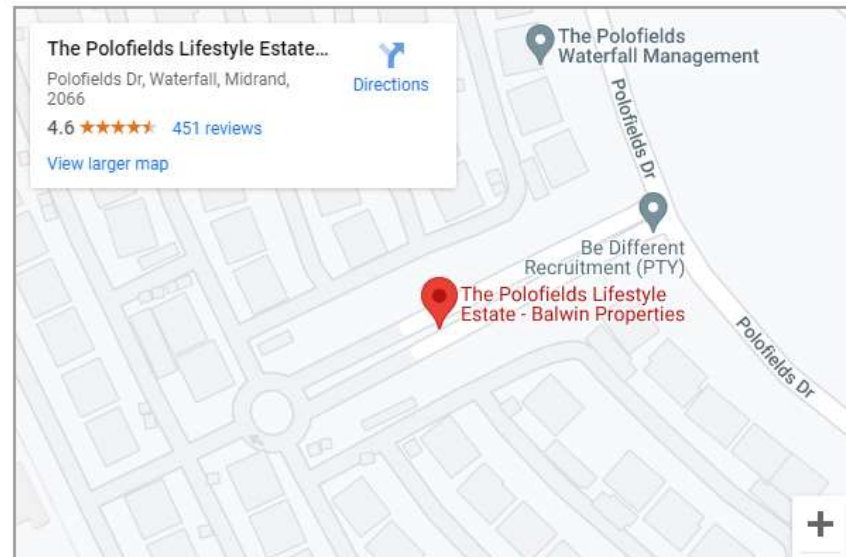 The Polofields Lifestyle Estate...
Polofields Dr, Waterfall, Midrand,
2066
4.6
451 reviews
View larger map
Directions
The Polofields
Waterfall Management
Polofields Dr
Be Different
Recruitment (PTY)
The Polofields Lifestyle
Estate - Balwin Properties
Polofields Dr
+